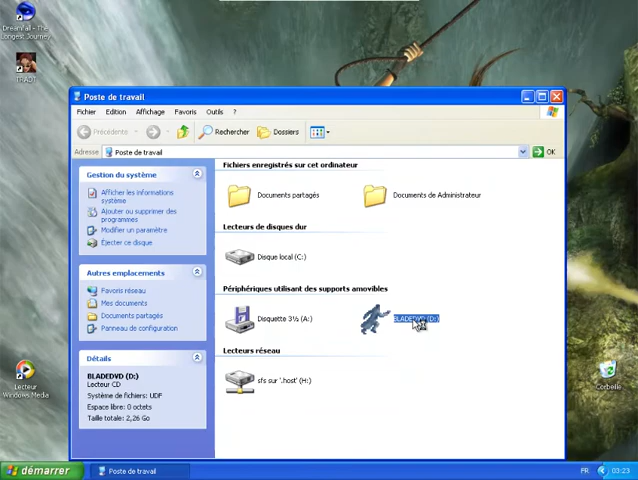 Dreamfall - The
Longest Journey
TRAOT
Poste de travail
Fichier Edition Affichage Favoris Outils ?
Précédente Rechercher Dossiers
Adresse Poste de travail OK
Gestion du système
Afficher les informations
système
Ajouter ou supprimer des
programmes
Modifier un paramètre
Ejecter ce disque
Autres emplacements
Favoris réseau
Mes documents
Documents partagés
Panneau de configuration
Détails
BLADEDVD (D:)
Lecteur CD
Système de fichiers: UDF
Espace libre: 0 octets
Taille totale: 2,26 Go
Fichiers enregistrés sur cet ordinateur
Documents partagés Documents de Administrateur
Lecteurs de disques dur
Disque local (C:)
Périphériques utilisant des supports amovibles
Disquette 3½ (A:) BLADEDVD (D:)
Lecteurs réseau
sfs sur '.host' (H:)
Lecteur
Windows Media
Corbeille
démarrer Poste de travail FR 03:23